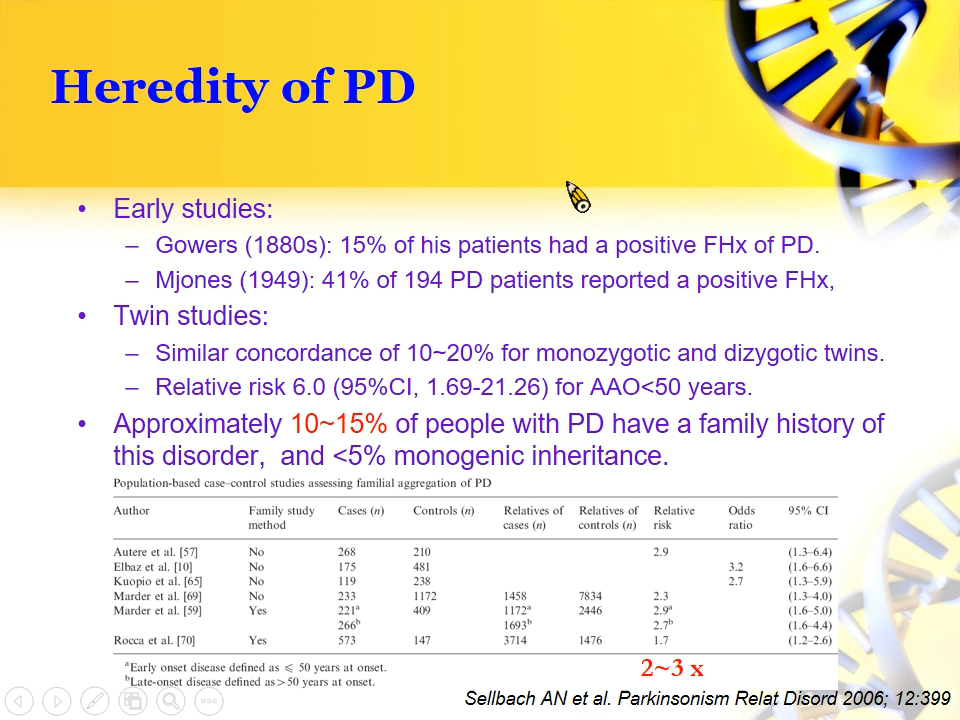 Heredity of PD
• Early studies:
– Gowers (1880s): 15% of his patients had a positive FHx of PD.
– Mjones (1949): 41% of 194 PD patients reported a positive FHx,
• Twin studies:
– Similar concordance of 10~20% for monozygotic and dizygotic twins.
– Relative risk 6.0 (95%CI, 1.69-21.26) for AAO<50 years.
• Approximately 10~15% of people with PD have a family history of
this disorder,  and <5% monogenic inheritance.
Population-based case–control studies assessing familial aggregation of PD
Author Family study Cases (n) Controls (n) Relatives of Relatives of Relative Odds 95% CI
method cases (n) controls (n) risk ratio
Autere et al. [57] No 268 210 2.9 (1.3–6.4)
Elbaz et al. [10] No 175 481 3.2 (1.6–6.6)
Kuopio et al. [65] No 119 238 2.7 (1.3–5.9)
Marder et al. [69] No 233 1172 1458 7834 2.3 (1.3–4.0)
Marder et al. [59] Yes 221a 409 1172a 2446 2.9a (1.6–5.0)
266b 1693b 2.7b (1.6–4.4)
Rocca et al. [70] Yes 573 147 3714 1476 1.7 (1.2–2.6)
aEarly onset disease defined as ⩽ 50 years at onset.
bLate-onset disease defined as > 50 years at onset.
2~3 x
Sellbach AN et al. Parkinsonism Relat Disord 2006; 12:399